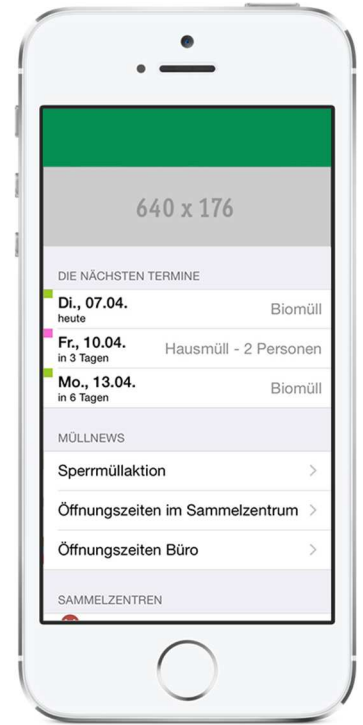 640 x 176
DIE NÄCHSTEN TERMINE
Di., 07.04.
heute
Biomüll
Fr., 10.04.
in 3 Tagen
Hausmüll - 2 Personen
Mo., 13.04.
in 6 Tagen
Biomüll
MÜLLNEWS
Sperrmüllaktion
Öffnungszeiten im Sammelzentrum
Öffnungszeiten Büro
SAMMELZENTREN